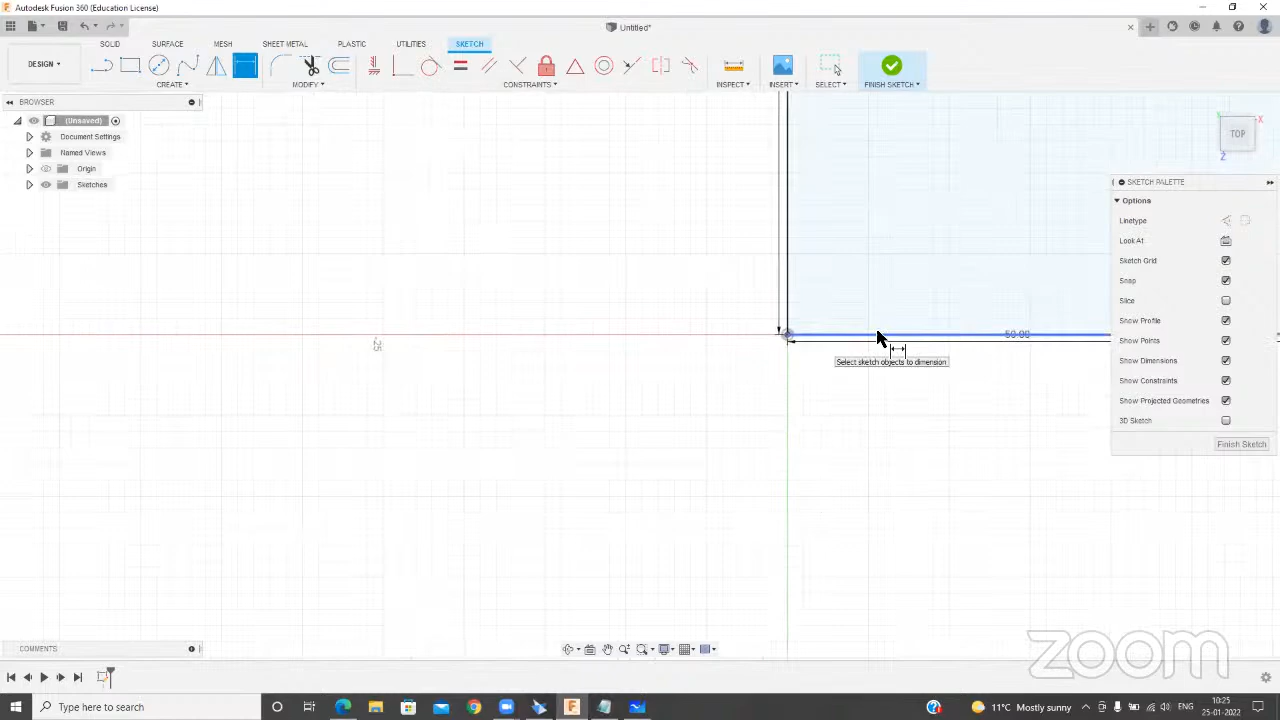 Autodesk Fusion 360 (Education License)
Untitled*
SOLID SURFACE MESH SHEET METAL PLASTIC UTILITIES SKETCH
DESIGN
CREATE MODIFY CONSTRAINTS INSPECT INSERT SELECT FINISH SKETCH
BROWSER
(Unsaved)
Document Settings
Named Views
Origin
Sketches
TOP
X
Z
SKETCH PALETTE
Options
Linetype
Look At
Sketch Grid
Snap
Slice
Show Profile
Show Points
Show Dimensions
Show Constraints
Show Projected Geometries
3D Sketch
Finish Sketch
50.00
25
Select sketch objects to dimension
COMMENTS
zoom
Type here to search
11°C Mostly sunny
ENG
10:25
25-01-2022